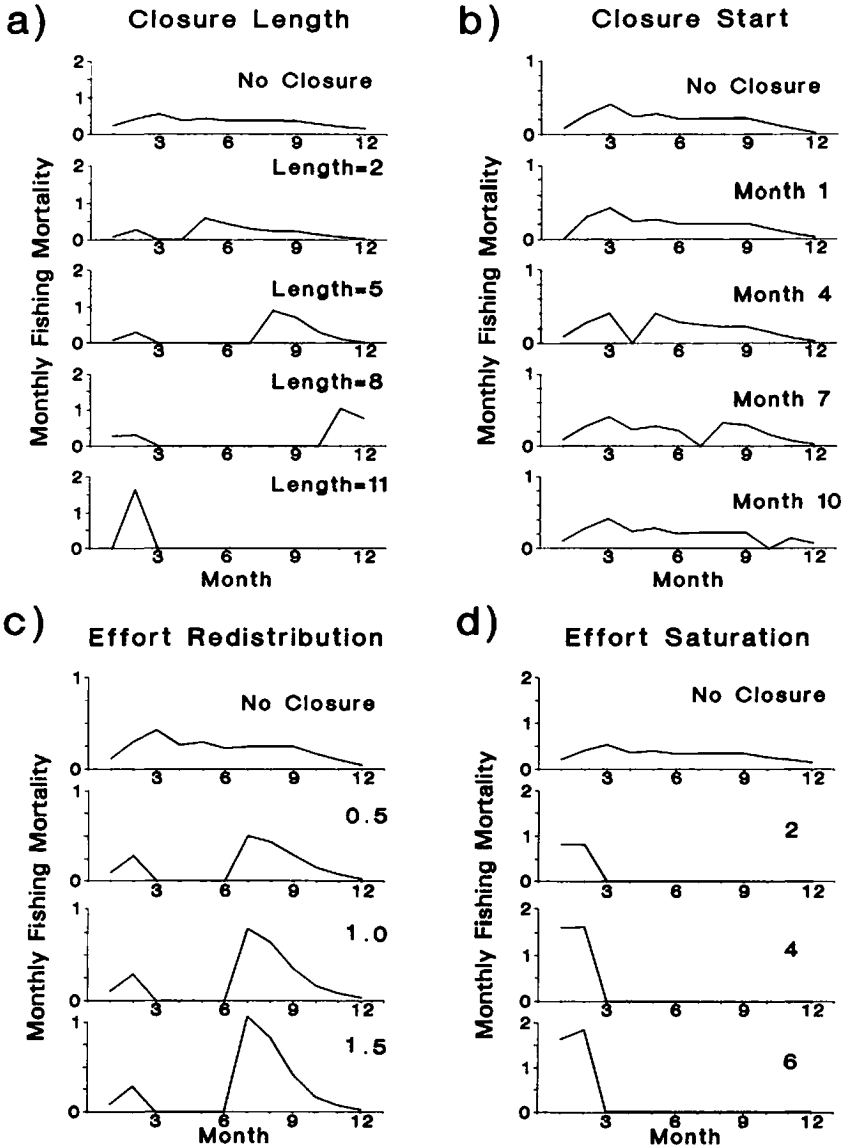 a) Closure Length
Monthly Fishing Mortality
No Closure
2
1
0
3 6 9 12
Length=2
2
1
0
3 6 9 12
Length=5
2
1
0
3 6 9 12
Length=8
2
1
0
3 6 9 12
Length=11
2
1
0
3 6 9 12
Month
b) Closure Start
Monthly Fishing Mortality
No Closure
1
0
3 6 9 12
Month 1
1
0
3 6 9 12
Month 4
1
0
3 6 9 12
Month 7
1
0
3 6 9 12
Month 10
1
0
3 6 9 12
Month
c) Effort Redistribution
Monthly Fishing Mortality
No Closure
1
0
3 6 9 12
0.5
1
0
3 6 9 12
1.0
1
0
3 6 9 12
1.5
1
0
3 6 9 12
Month
d) Effort Saturation
Monthly Fishing Mortality
No Closure
2
1
0
3 6 9 12
2
2
1
0
3 6 9 12
4
2
1
0
3 6 9 12
6
2
1
0
3 6 9 12
Month